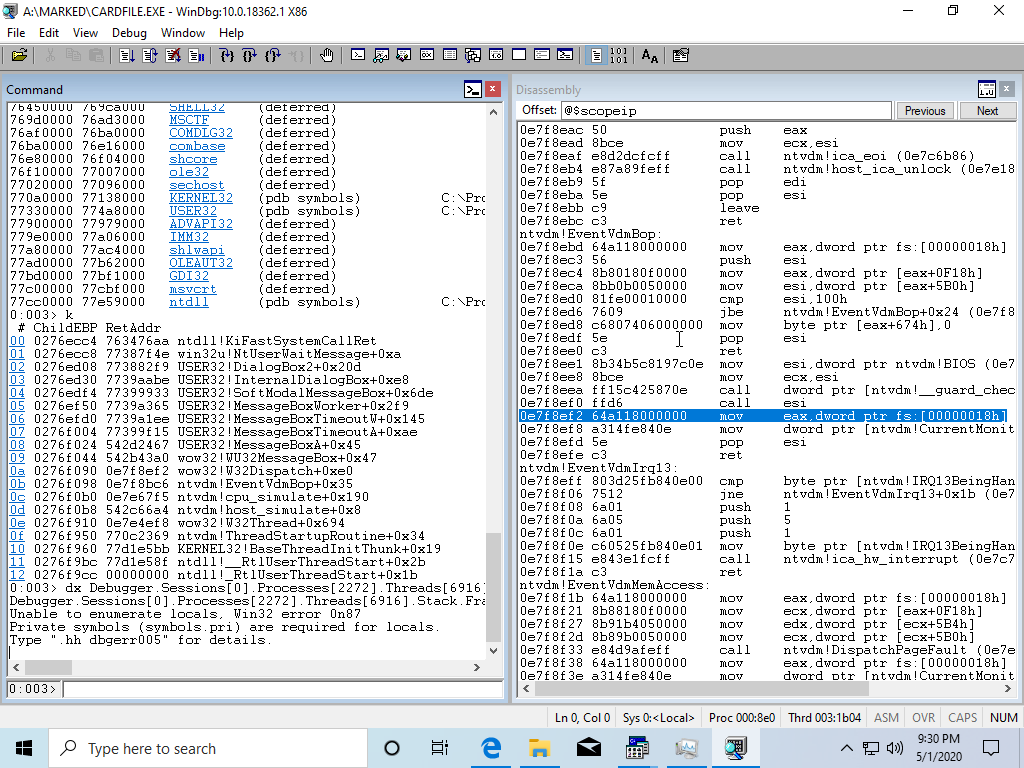 A:\MARKED\CARDFILE.EXE - WinDbg:10.0.18362.1 X86
File Edit View Debug Window Help
Command
76450000 769ca000 SHELL32 (deferred)
769d0000 76ad3000 MSCTF (deferred)
76af0000 76ba0000 COMDLG32 (deferred)
76ba0000 76e16000 combase (deferred)
76e80000 76f04000 shcore (deferred)
76f10000 77007000 ole32 (deferred)
77020000 77096000 sechost (deferred)
770a0000 77138000 KERNEL32 (pdb symbols) C:\Pro
77330000 774a8000 USER32 (pdb symbols) C:\Pro
77900000 77979000 ADVAPI32 (deferred)
779e0000 77a06000 IMM32 (deferred)
77a80000 77ac4000 shlwapi (deferred)
77ad0000 77b62000 OLEAUT32 (deferred)
77bd0000 77bf1000 GDI32 (deferred)
77c00000 77cbf000 msvcrt (deferred)
77cc0000 77e59000 ntdll (pdb symbols) C:\Pro
0:003> k
# ChildEBP RetAddr
00 0276ecc4 763476aa ntdll!KiFastSystemCallRet
01 0276ecc8 77387f4e win32u!NtUserWaitMessage+0xa
02 0276ed08 773882f9 USER32!DialogBox2+0x20d
03 0276ed30 7739aabe USER32!InternalDialogBox+0xe8
04 0276edf4 77399933 USER32!SoftModalMessageBox+0x6de
05 0276ef50 7739a365 USER32!MessageBoxWorker+0x2f9
06 0276efd0 7739a1ee USER32!MessageBoxTimeoutW+0x145
07 0276f004 77399f15 USER32!MessageBoxTimeoutA+0xae
08 0276f024 542d2467 USER32!MessageBoxA+0x45
09 0276f044 542b43a0 wow32!WU32MessageBox+0x47
0a 0276f098 0e7f8ef2 wow32!W32Dispatch+0xe0
0b 0276f098 0e7f8bc6 ntvdm!EventVdmBop+0x35
0c 0276f0b0 0e7e67f5 ntvdm!cpu_simulate+0x190
0d 0276f0b8 542c66a4 ntvdm!host_simulate+0x8
0e 0276f910 0e7e4ef8 wow32!W32Thread+0x694
0f 0276f950 770c2369 ntvdm!ThreadStartupRoutine+0x34
10 0276f960 77d1e5bb KERNEL32!BaseThreadInitThunk+0x19
11 0276f9bc 77d1e58f ntdll!__RtlUserThreadStart+0x2b
12 0276f9cc 00000000 ntdll!_RtlUserThreadStart+0x1b
0:003> dx Debugger.Sessions[0].Processes[2272].Threads[6916]
Debugger.Sessions[0].Processes[2272].Threads[6916].Stack.Fra
Unable to enumerate locals, Win32 error 0n87
Private symbols (symbols.pri) are required for locals.
Type ".hh dbgerr005" for details.
0:003>
Disassembly
Offset: @$scopeip Previous Next
0e7f8eac 50 push eax
0e7f8ead 8bce mov ecx,esi
0e7f8eaf e8d2dcfcff call ntvdm!ica_eoi (0e7c6b86)
0e7f8eb4 e87a89feff call ntvdm!host_ica_unlock (0e7e18
0e7f8eb9 5f pop edi
0e7f8eba 5e pop esi
0e7f8ebb c9 leave
0e7f8ebc c3 ret
ntvdm!EventVdmBop:
0e7f8ebd 64a118000000 mov eax,dword ptr fs:[00000018h]
0e7f8ec3 56 push esi
0e7f8ec4 8b80180f0000 mov eax,dword ptr [eax+0F18h]
0e7f8eca 8bb0b0050000 mov esi,dword ptr [eax+5B0h]
0e7f8ed0 81fe00010000 cmp esi,100h
0e7f8ed6 7609 jbe ntvdm!EventVdmBop+0x24 (0e7f8
0e7f8ed8 c6807406000000 mov byte ptr [eax+674h],0
0e7f8edf 5e pop esi
0e7f8ee0 c3 ret
0e7f8ee1 8b34b5c8197c0e mov esi,dword ptr ntvdm!BIOS (0e7
0e7f8ee8 8bce mov ecx,esi
0e7f8eea ff15c425870e call dword ptr [ntvdm!__guard_chec
0e7f8ef0 ffd6 call esi
0e7f8ef2 64a118000000 mov eax,dword ptr fs:[00000018h]
0e7f8ef8 a314fe840e mov dword ptr [ntvdm!CurrentMonit
0e7f8efd 5e pop esi
0e7f8efe c3 ret
ntvdm!EventVdmIrq13:
0e7f8eff 803d25fb840e00 cmp byte ptr [ntvdm!IRQ13BeingHan
0e7f8f06 7512 jne ntvdm!EventVdmIrq13+0x1b (0e7
0e7f8f08 6a01 push 1
0e7f8f0a 6a05 push 5
0e7f8f0c 6a01 push 1
0e7f8f0e c60525fb840e01 mov byte ptr [ntvdm!IRQ13BeingHan
0e7f8f15 e843e1fcff call ntvdm!ica_hw_interrupt (0e7c7
0e7f8f1a c3 ret
ntvdm!EventVdmMemAccess:
0e7f8f1b 64a118000000 mov eax,dword ptr fs:[00000018h]
0e7f8f21 8b88180f0000 mov ecx,dword ptr [eax+0F18h]
0e7f8f27 8b91b4050000 mov edx,dword ptr [ecx+5B4h]
0e7f8f2d 8b89b0050000 mov ecx,dword ptr [ecx+5B0h]
0e7f8f33 e84d9afeff call ntvdm!DispatchPageFault (0e7e
0e7f8f38 64a118000000 mov eax,dword ptr fs:[00000018h]
0e7f8f3e a314fe840e mov dword ptr [ntvdm!CurrentMonit
Ln 0, Col 0 Sys 0:<Local> Proc 000:8e0 Thrd 003:1b04 ASM OVR CAPS NUM
Type here to search
9:30 PM
5/1/2020